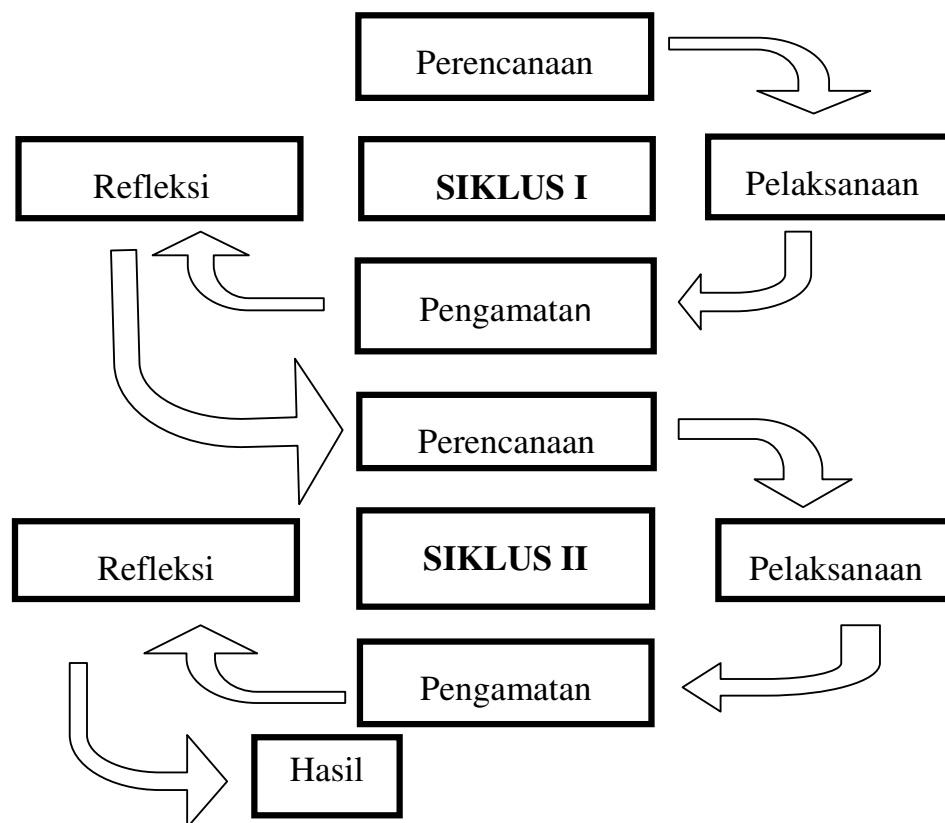 Perencanaan
Refleksi
SIKLUS I
Pelaksanaan
Pengamatan
Perencanaan
Refleksi
SIKLUS II
Pelaksanaan
Pengamatan
Hasil